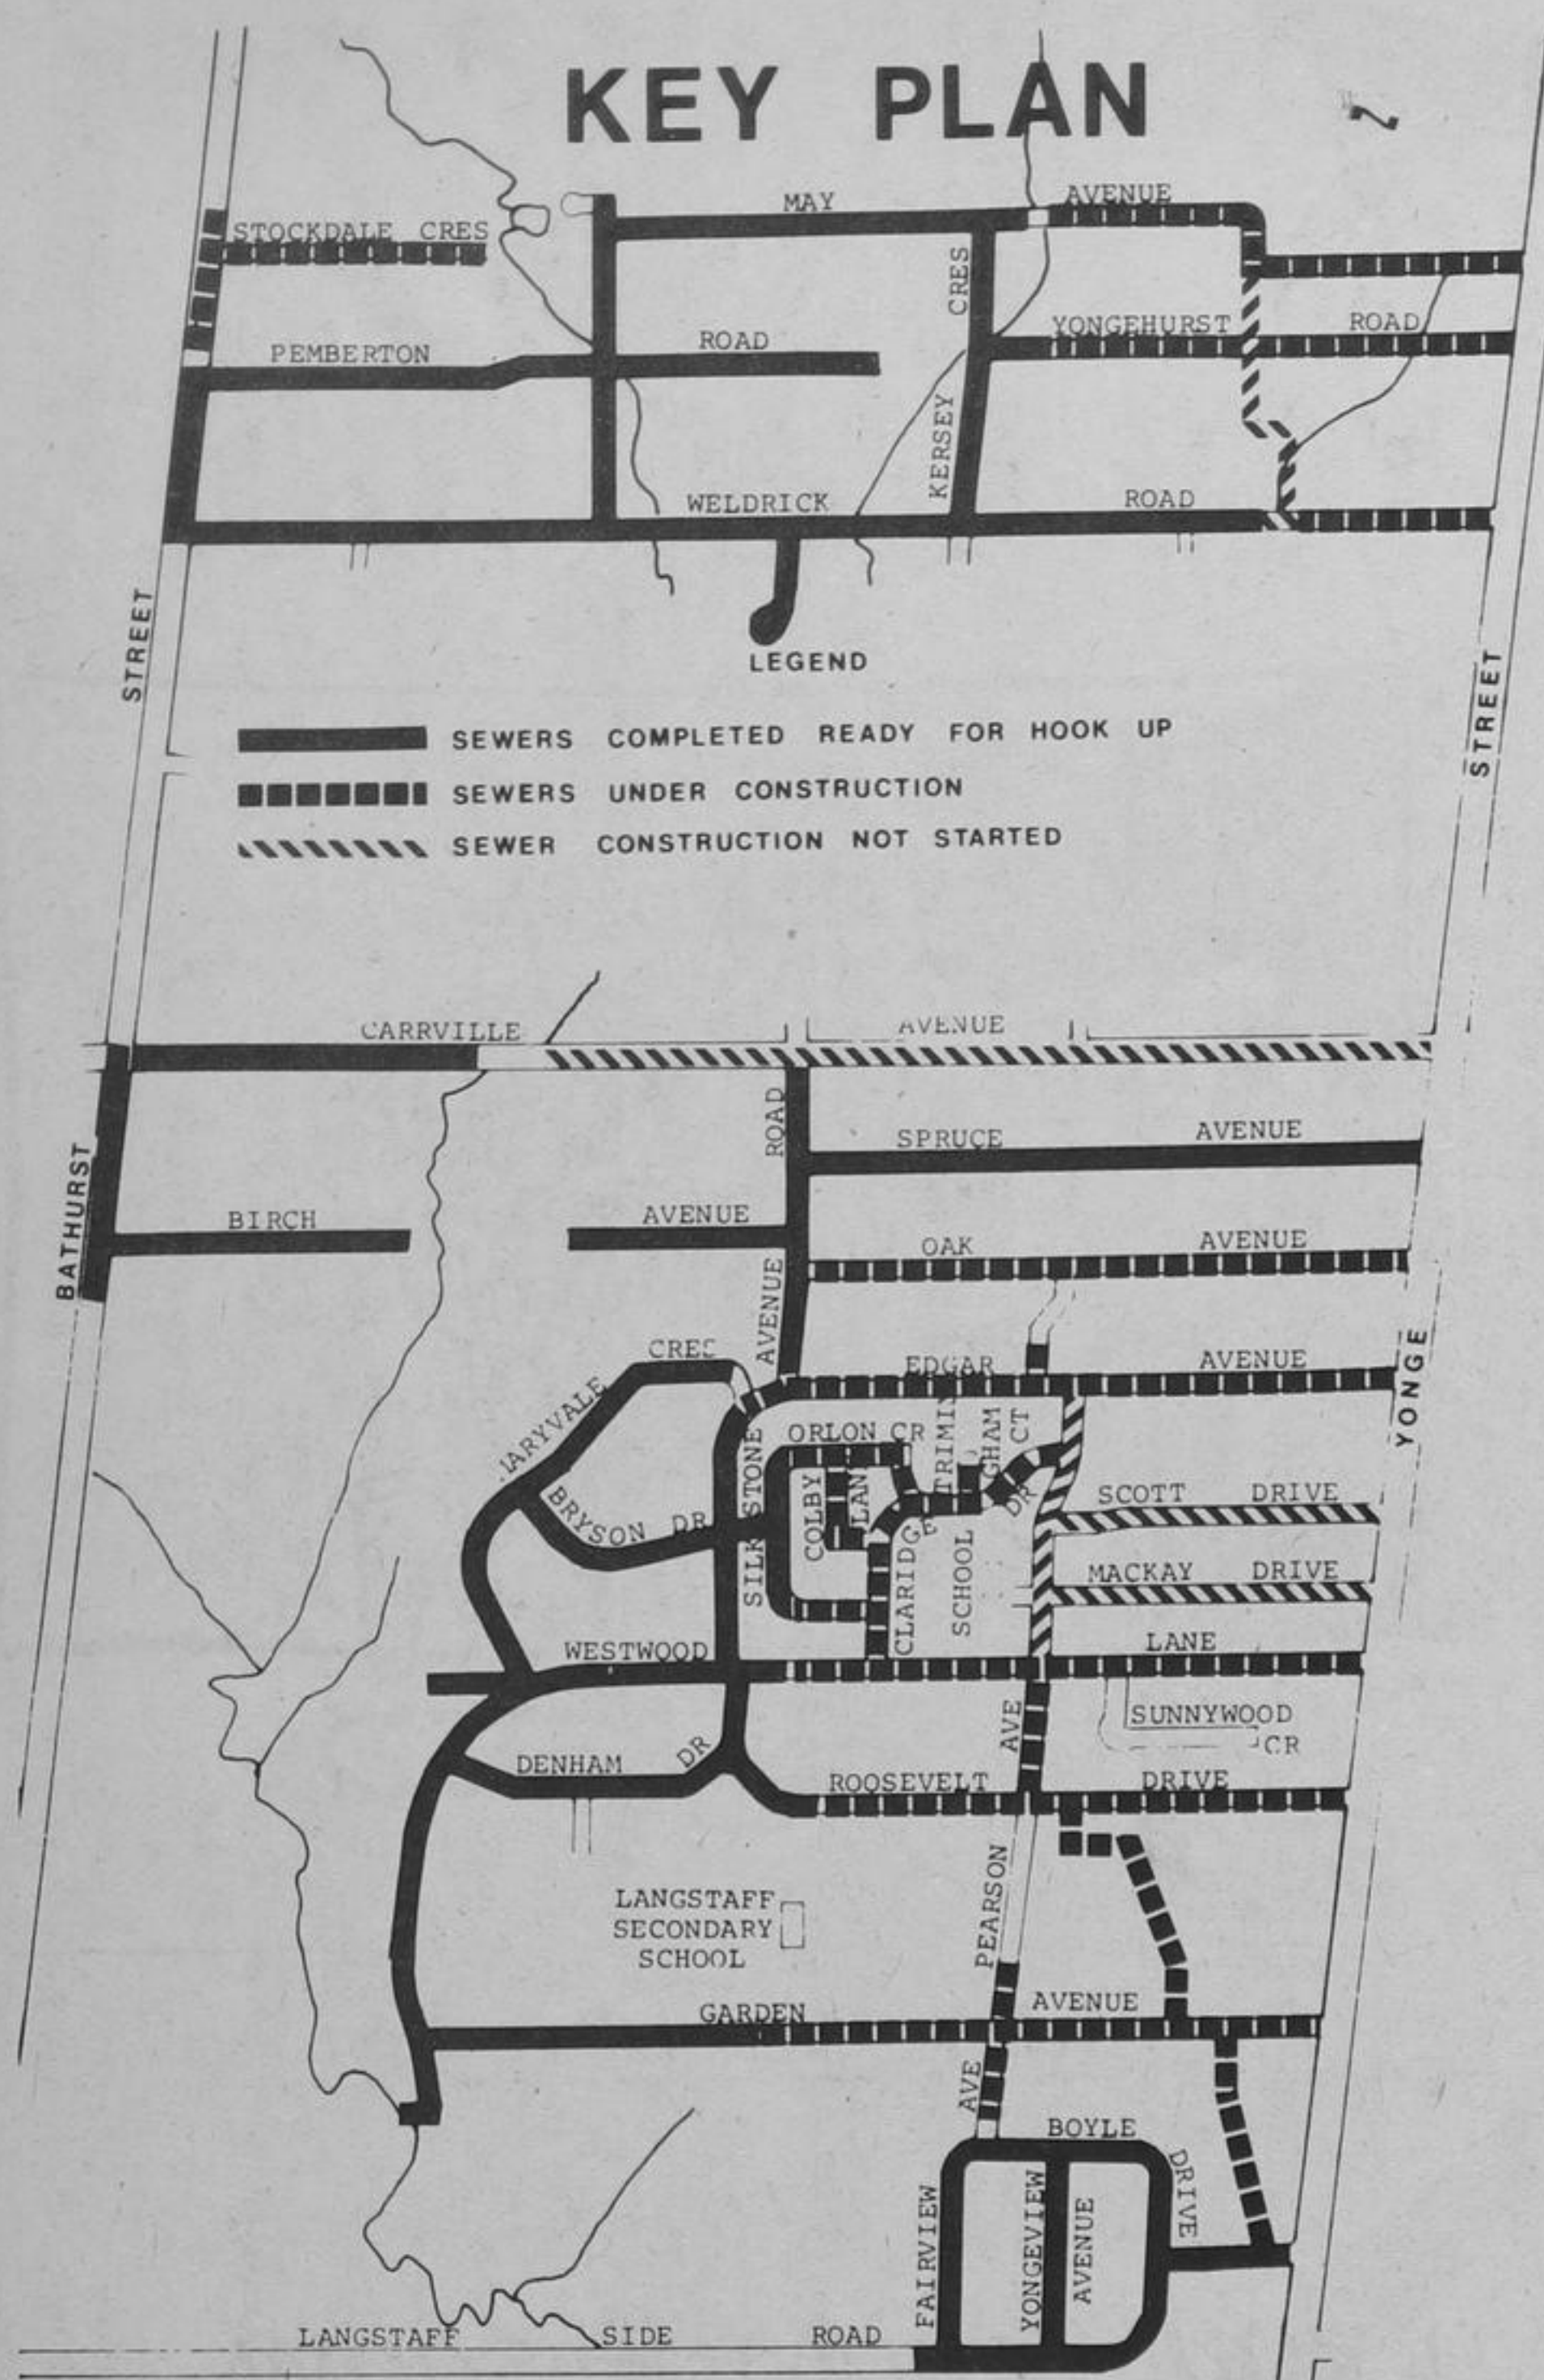 KEY PLAN
MAY AVENUE
STOCKDALE CRES
CRES
YONGEHURST ROAD
PEMBERTON ROAD
KERSEY
WELDRICK ROAD
STREET
STREET
LEGEND
SEWERS COMPLETED READY FOR HOOK UP
SEWERS UNDER CONSTRUCTION
SEWER CONSTRUCTION NOT STARTED
CARRVILLE AVENUE
ROAD
SPRUCE AVENUE
BATHURST
BIRCH AVENUE
OAK AVENUE
AVENUE
YONGE
CRES
EDGAR AVENUE
MARYVALE
ORLON CR
TRIMIN
GHAM
CT
SILKSTONE
BRYSON DR
COLBY
LANE
CLARIDGE
DR
SCHOOL
SCOTT DRIVE
MACKAY DRIVE
WESTWOOD LANE
AVE
SUNNYWOOD
CR
DENHAM DR
ROOSEVELT DRIVE
PEARSON
LANGSTAFF
SECONDARY
SCHOOL
GARDEN AVENUE
AVE
BOYLE
DRIVE
FAIRVIEW
YONGEVIEW
AVENUE
LANGSTAFF SIDE ROAD